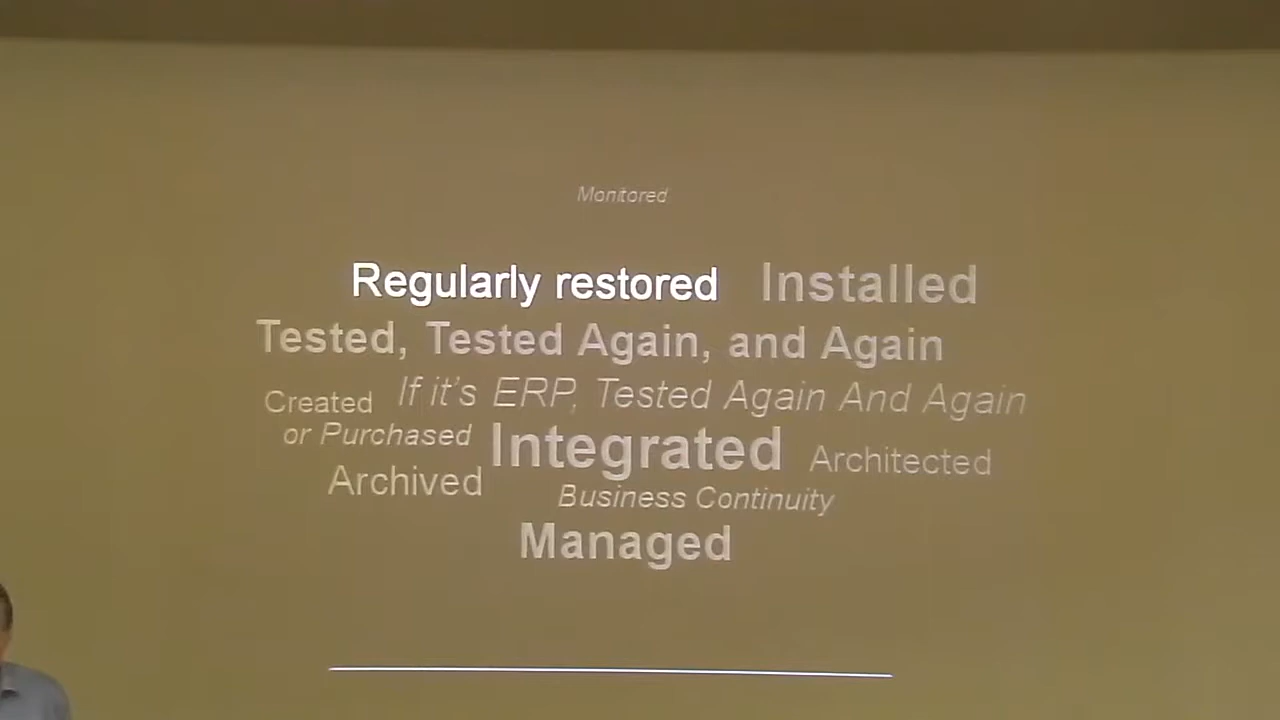 Monitored
Regularly restored Installed
Tested, Tested Again, and Again
Created If it's ERP, Tested Again And Again
or Purchased Integrated Architected
Archived Business Continuity
Managed